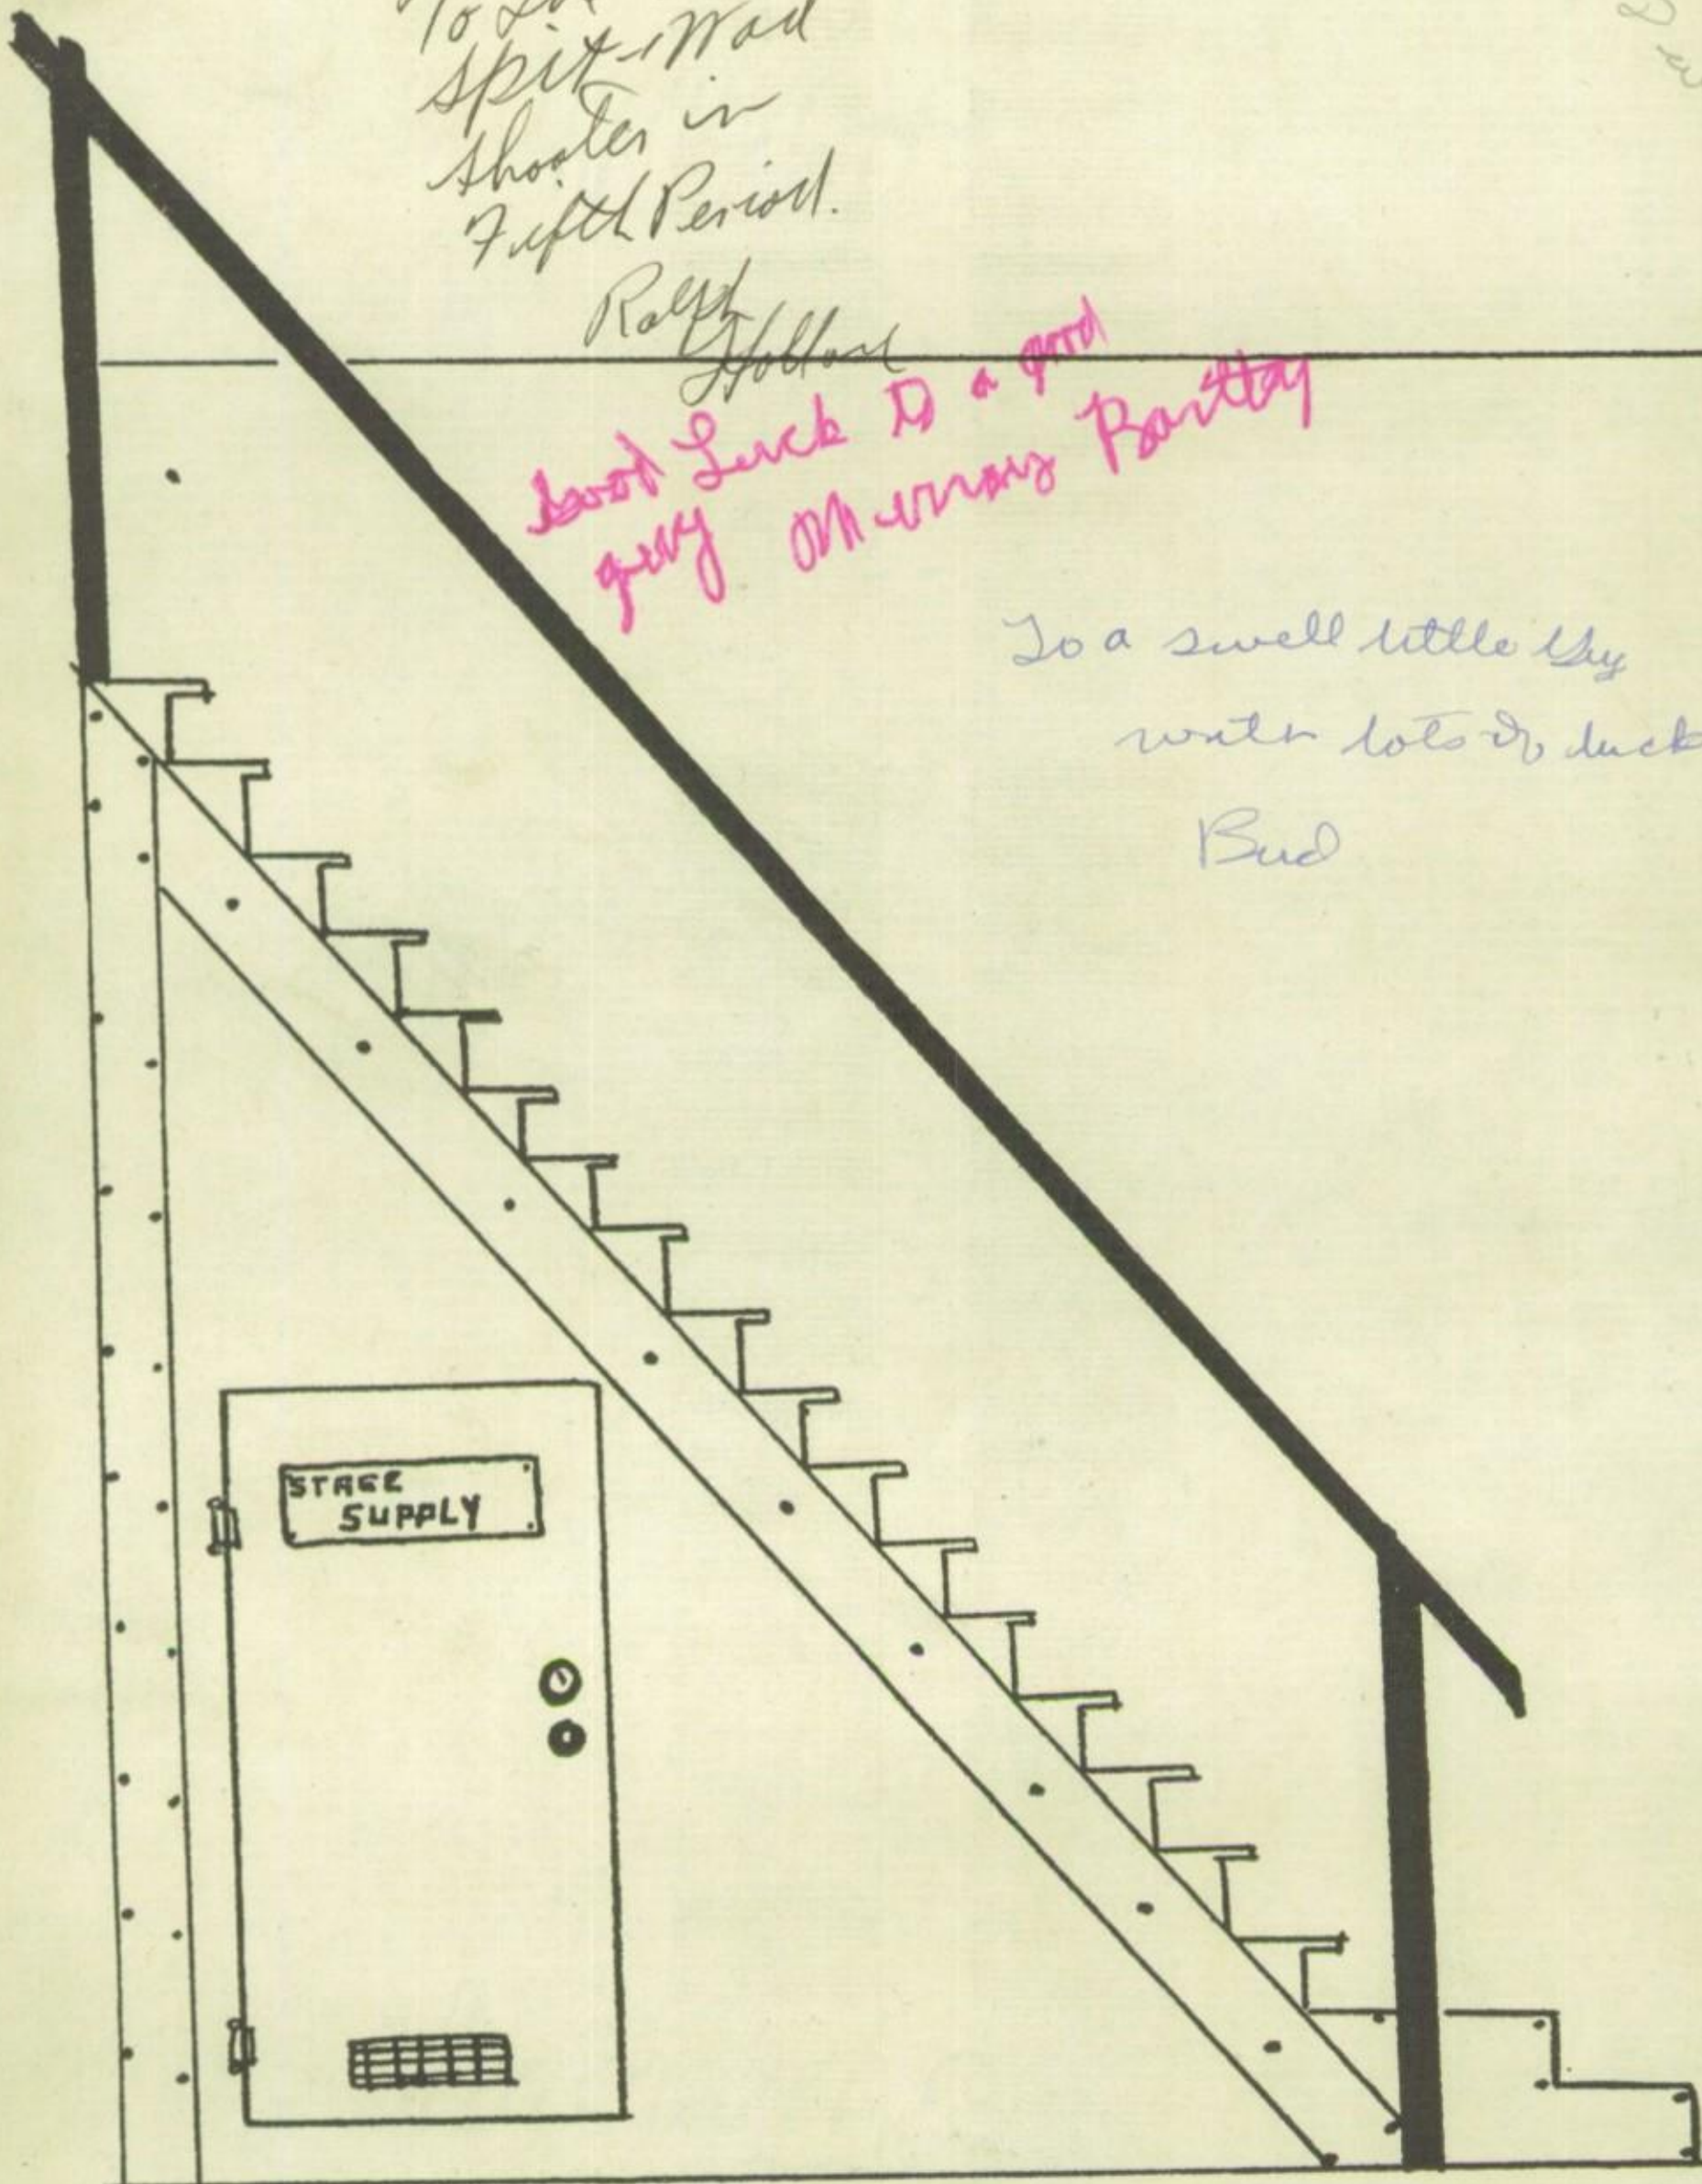 To
Spit-Wad
Shooter in
Fifth Period.
Ralph
Holland
Good Luck to a good
guy Murray Bartley
To a swell little guy
with lots of luck
Bud
STAGE
SUPPLY